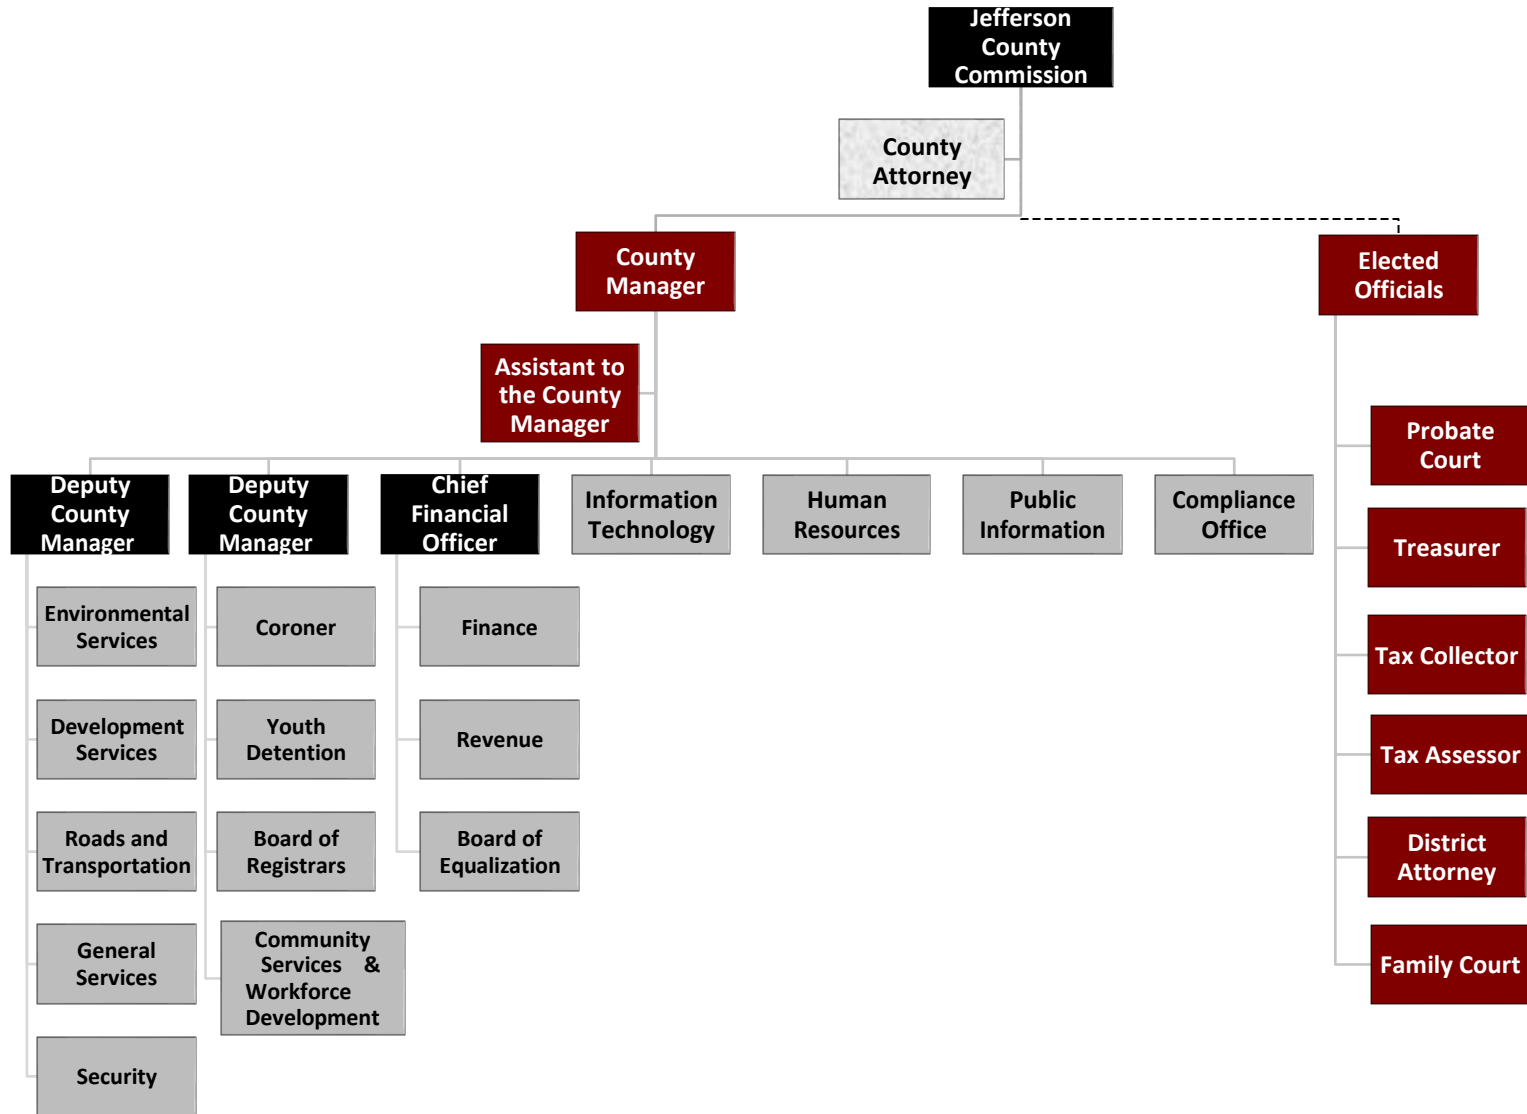 Jefferson
County
Commission
County
Attorney
County
Manager
Elected
Officials
Assistant to
the County
Manager
Deputy
County
Manager
Deputy
County
Manager
Chief
Financial
Officer
Information
Technology
Human
Resources
Public
Information
Compliance
Office
Environmental
Services
Development
Services
Roads and
Transportation
General
Services
Security
Coroner
Youth
Detention
Board of
Registrars
Community
Services &
Workforce
Development
Finance
Revenue
Board of
Equalization
Probate
Court
Treasurer
Tax Collector
Tax Assessor
District
Attorney
Family Court